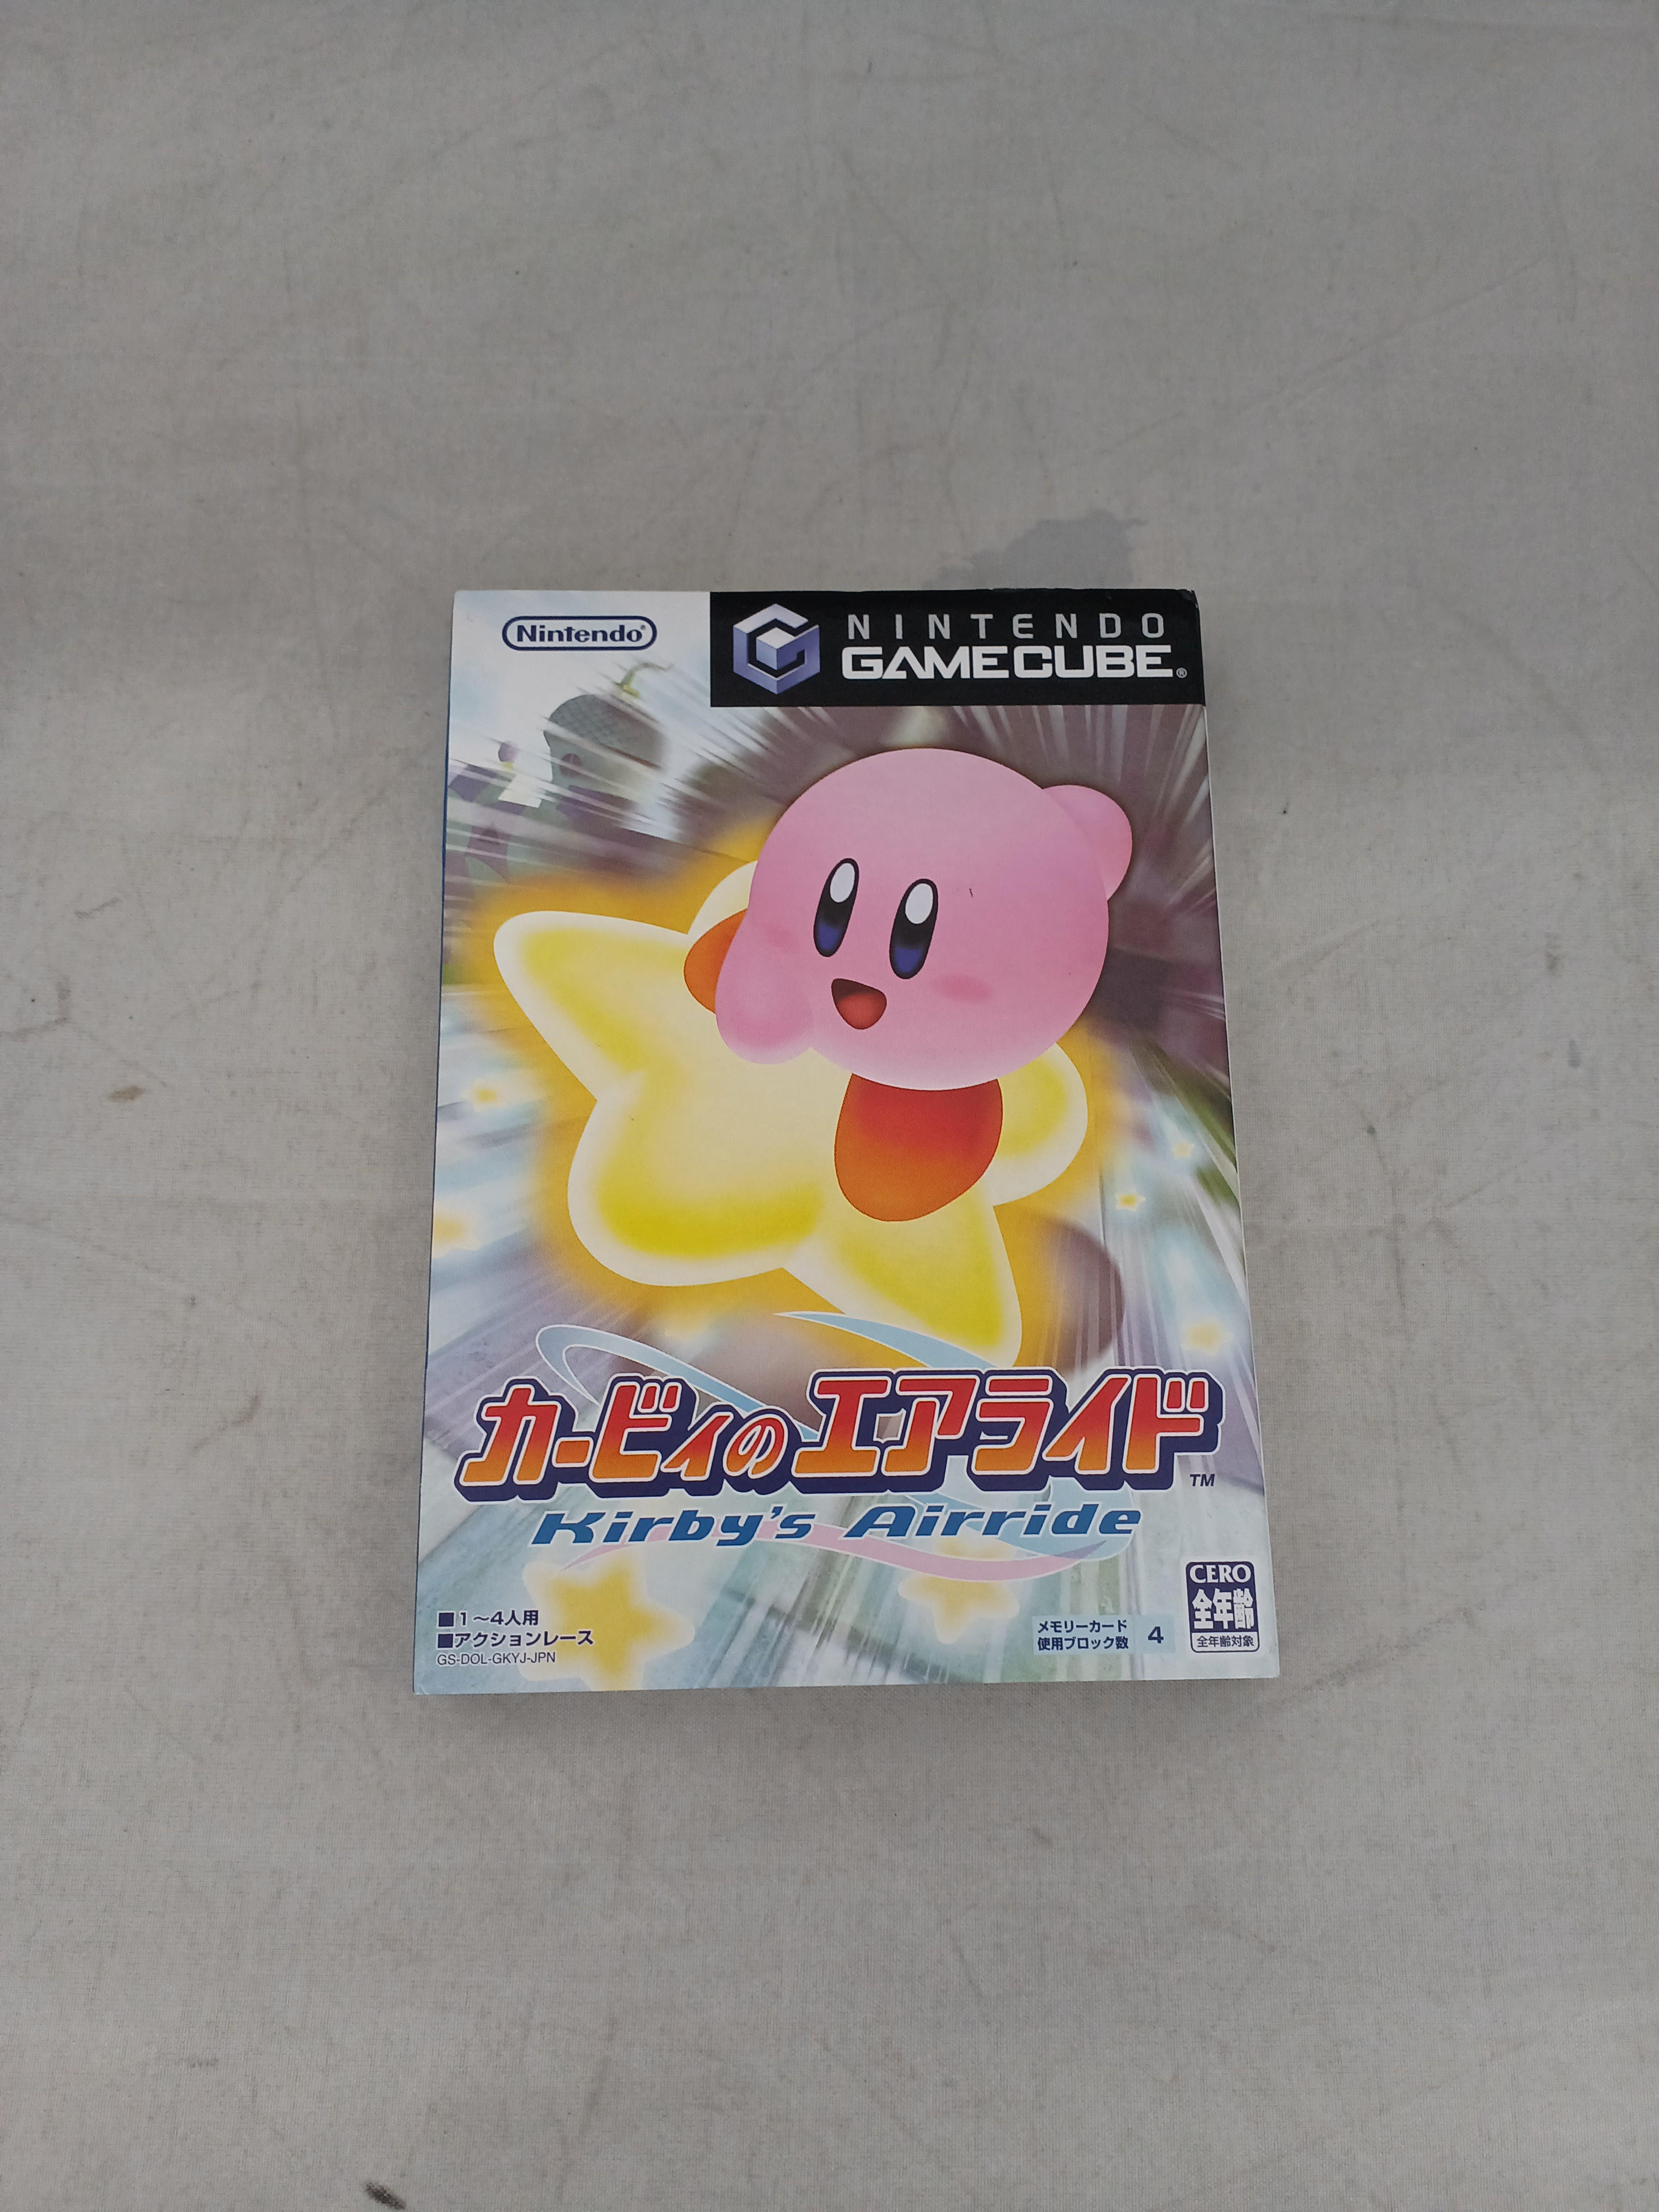 Nintendo®
NINTENDO
GAMECUBE®
カービィのエアライド™
Kirby's Airride
■1〜4人用
■アクションレース
GS-DOL-GKYJ-JPN
メモリーカード
使用ブロック数 4
CERO
全年齢
全年齢対象